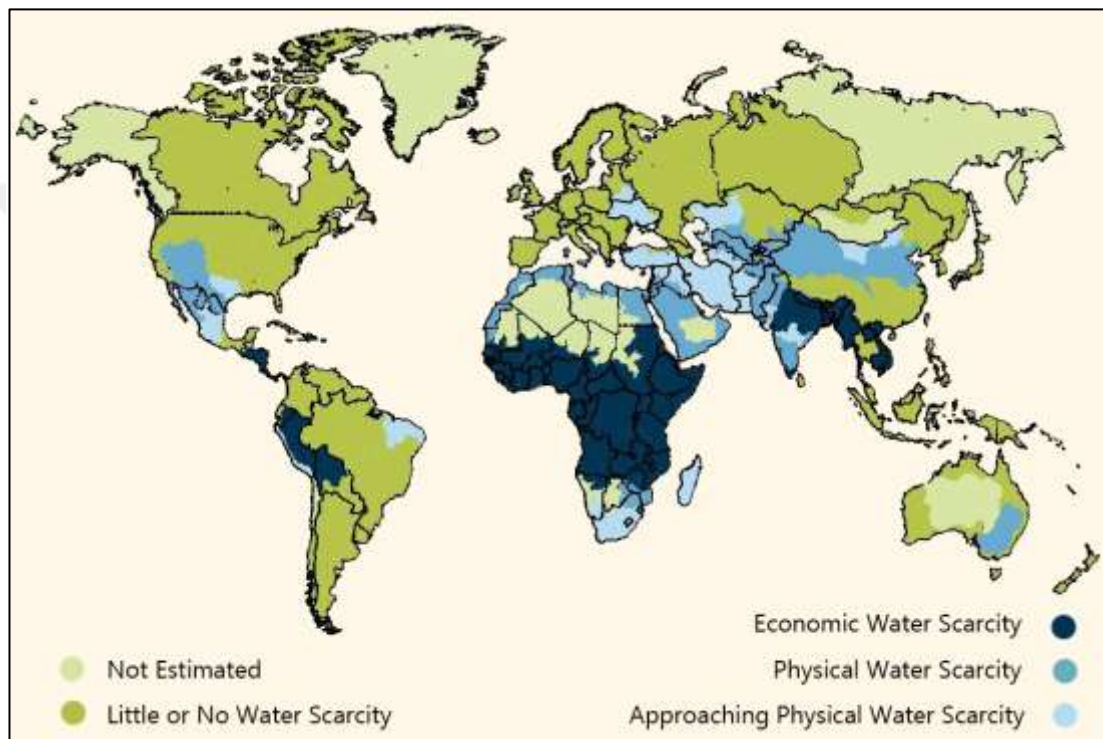 Economic Water Scarcity
Not Estimated
Physical Water Scarcity
Little or No Water Scarcity
Approaching Physical Water Scarcity